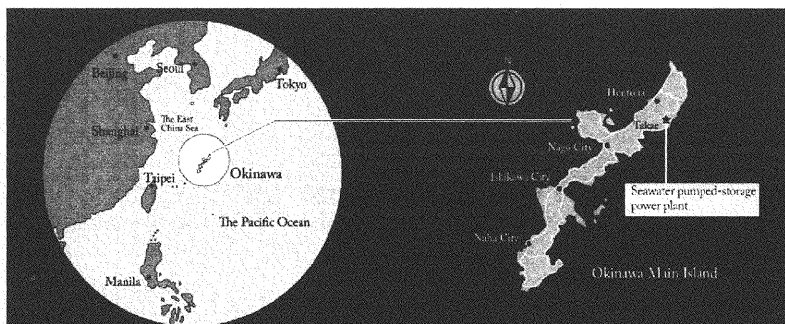 Beijing
Seoul
Tokyo
The East
China Sea
Shanghai
Okinawa
Taipei
The Pacific Ocean
Manila
N
Takae
Nago City
Ishikawa City
Seawater pumped-storage
power plant
Naha City
Okinawa Main Island